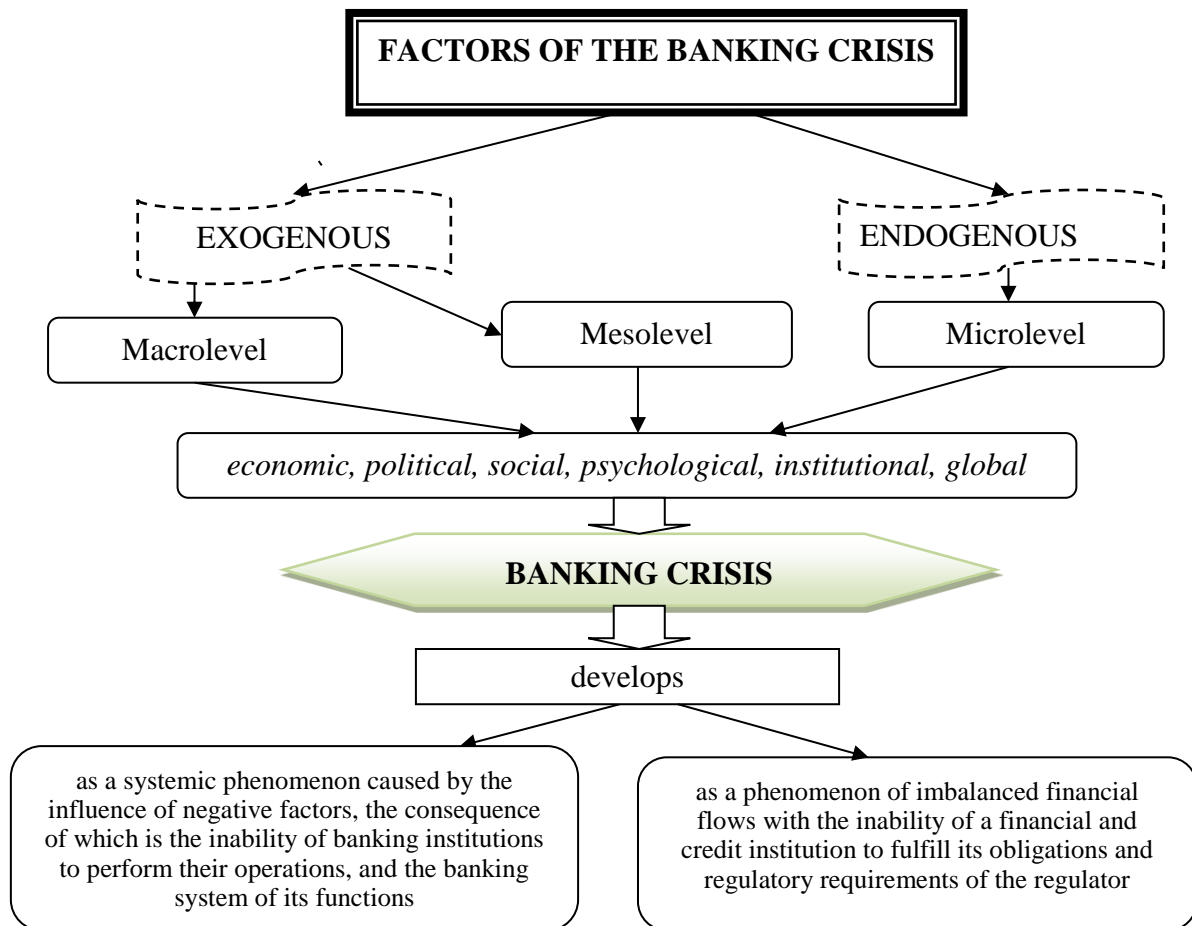 FACTORS OF THE BANKING CRISIS
EXOGENOUS
ENDOGENOUS
Macrolevel
Mesolevel
Microlevel
economic, political, social, psychological, institutional, global
BANKING CRISIS
develops
as a systemic phenomenon caused by the
influence of negative factors, the consequence
of which is the inability of banking institutions
to perform their operations, and the banking
system of its functions
as a phenomenon of imbalanced financial
flows with the inability of a financial and
credit institution to fulfill its obligations and
regulatory requirements of the regulator